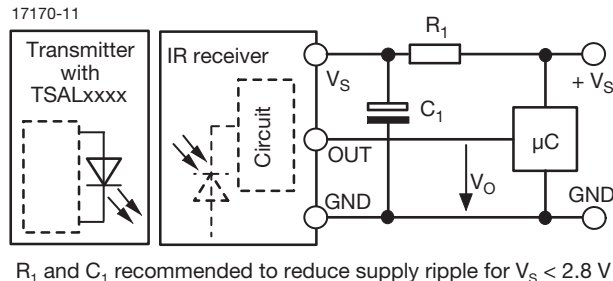 17170-11
Transmitter
with
TSALxxxx
IR receiver
Circuit
VS
OUT
GND
R1
C1
VO
µC
+ VS
GND
R1 and C1 recommended to reduce supply ripple for VS < 2.8 V